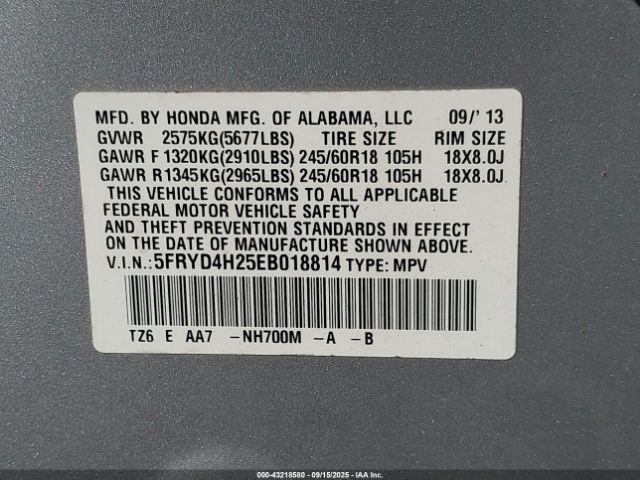 MFD. BY HONDA MFG. OF ALABAMA, LLC 09/' 13
GVWR 2575KG(5677LBS) TIRE SIZE RIM SIZE
GAWR F 1320KG(2910LBS) 245/60R18 105H 18X8.0J
GAWR R 1345KG(2965LBS) 245/60R18 105H 18X8.0J
THIS VEHICLE CONFORMS TO ALL APPLICABLE
FEDERAL MOTOR VEHICLE SAFETY
AND THEFT PREVENTION STANDARDS IN EFFECT
ON THE DATE OF MANUFACTURE SHOWN ABOVE.
V.I.N.: 5FRYD4H25EB018814 TYPE: MPV
TZ6 E AA7 -NH700M -A -B
000-43218580 - 09/15/2025 - IAAI.COM